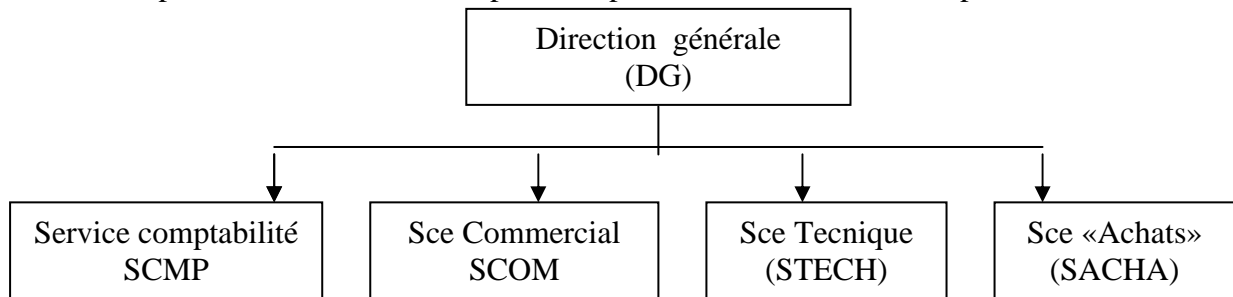 Direction générale
(DG)
Service comptabilité
SCMP
Sce Commercial
SCOM
Sce Tecnique
(STECH)
Sce «Achats»
(SACHA)